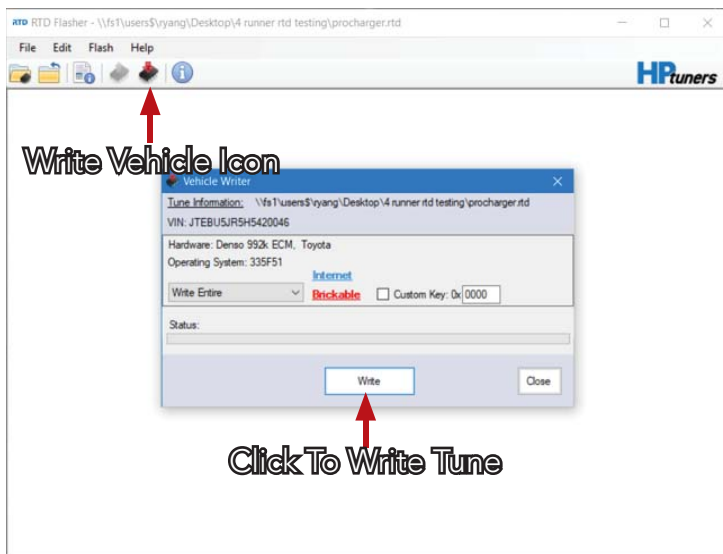 RTD RTD Flasher - \\fs1\users$\ryang\Desktop\4 runner rtd testing\procharger.rtd
File Edit Flash Help
HPtuners
Write Vehicle Icon
Vehicle Writer
Tune Information: \\fs1\users$\ryang\Desktop\4 runner rtd testing\procharger.rtd
VIN: JTEBU5JR5H5420046
Hardware: Denso 992k ECM, Toyota
Operating System: 335F51
Internet
Write Entire Brickable Custom Key: 0x 0000
Status:
Write Close
Click To Write Tune